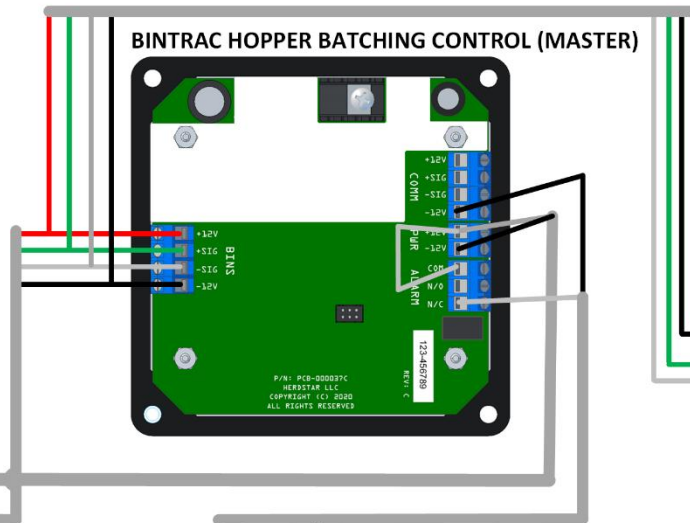 BINTRAC HOPPER BATCHING CONTROL (MASTER)
COMM
+12V
+SIG
-SIG
-12V
PWR
+12V
-12V
ALARM
COM
N/O
N/C
BINS
+12V
+SIG
-SIG
-12V
123-456789
REV: C
P/N: PCB-000037C
HERDSTAR LLC
COPYRIGHT (C) 2020
ALL RIGHTS RESERVED